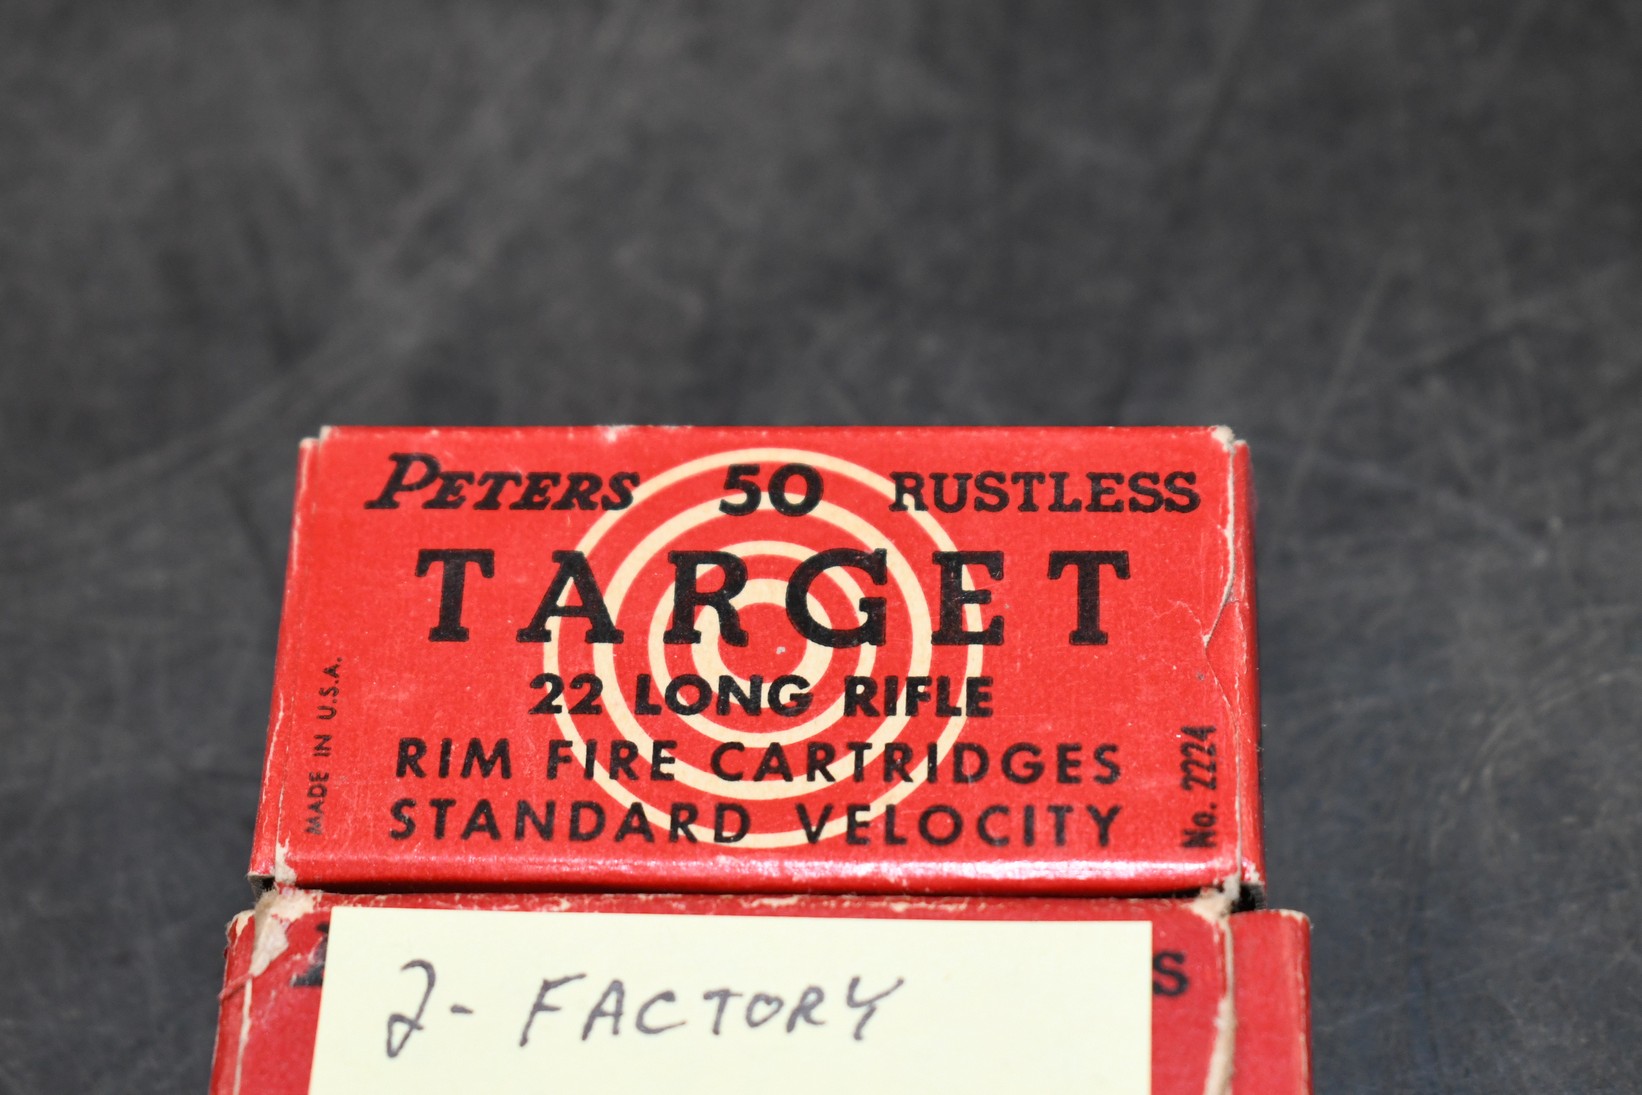 PETERS 50 RUSTLESS
TARGET
22 LONG RIFLE
RIM FIRE CARTRIDGES
STANDARD VELOCITY
MADE IN U.S.A.
No. 2224
S
2- FACTORY